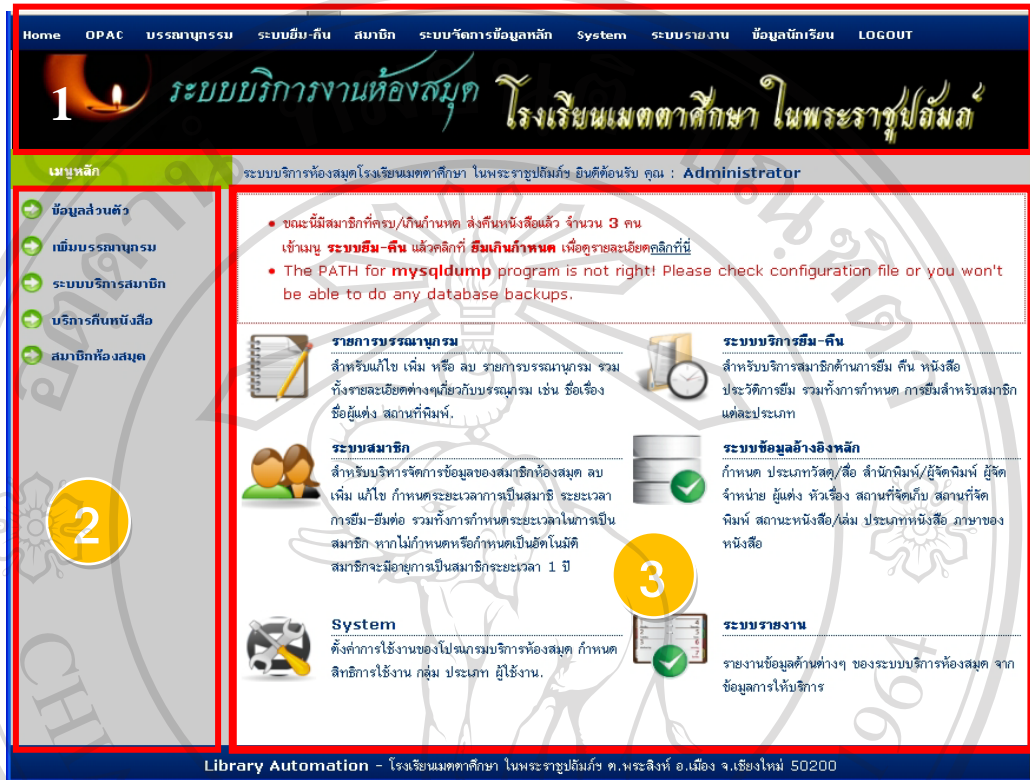 Home OPAC บรรณานุกรรม ระบบยืม-คืน สมาชิก ระบบจัดการข้อมูลหลัก System ระบบรายงาน ข้อมูลนักเรียน LOGOUT
1 ระบบบริการงานห้องสมุด โรงเรียนเมตตาศึกษา ในพระราชูปถัมภ์
เมนูหลัก
ระบบบริการห้องสมุดโรงเรียนเมตตาศึกษา ในพระราชูปถัมภ์ฯ ยินดีต้อนรับ คุณ : Administrator
ข้อมูลส่วนตัว
เพิ่มบรรณานุกรม
ระบบบริการสมาชิก
บริการคืนหนังสือ
สมาชิกห้องสมุด
2
ขณะนี้มีสมาชิกที่ครบ/เกินกำหนด ส่งคืนหนังสือแล้ว จำนวน 3 คน
เข้าเมนู ระบบยืม-คืน แล้วคลิกที่ ยืมเกินกำหนด เพื่อดูรายละเอียดคลิกที่นี่
The PATH for mysqldump program is not right! Please check configuration file or you won't
be able to do any database backups.
รายการบรรณานุกรม
สำหรับแก้ไข เพิ่ม หรือ ลบ รายการบรรณานุกรม รวม
ทั้งรายละเอียดต่างๆเกี่ยวกับบรรณุกรม เช่น ชื่อเรื่อง
ชื่อผู้แต่ง สถานที่พิมพ์.
ระบบบริการยืม-คืน
สำหรับบริการสมาชิกด้านการยืม คืน หนังสือ
ประวัติการยืม รวมทั้งการกำหนด การยืมสำหรับสมาชิก
แต่ละประเภท
ระบบสมาชิก
สำหรับบริหารจัดการข้อมูลของสมาชิกห้องสมุด ลบ
เพิ่ม แก้ไข กำหนดระยะเวลาการเป็นสมาชิ ระยะเวลา
การยืม-ยืมต่อ รวมทั้งการกำหนดระยะเวลาในการเป็น
สมาชิก หากไม่กำหนดหรือกำหนดเป็นอัตโนมัติ
สมาชิกจะมีอายุการเป็นสมาชิกระยะเวลา 1 ปี
ระบบข้อมูลอ้างอิงหลัก
กำหนด ประเภทวัสดุ/สื่อ สำนักพิมพ์/ผู้จัดพิมพ์ ผู้จัด
จำหน่าย ผู้แต่ง หัวเรื่อง สถานที่จัดเก็บ สถานที่จัด
พิมพ์ สถานะหนังสือ/เล่ม ประเภทหนังสือ ภาษาของ
หนังสือ
3
System
ตั้งค่าการใช้งานของโปรแกรมบริการห้องสมุด กำหนด
สิทธิการใช้งาน กลุ่ม ประเภท ผู้ใช้งาน.
ระบบรายงาน
รายงานข้อมูลด้านต่างๆ ของระบบบริการห้องสมุด จาก
ข้อมูลการให้บริการ
Library Automation - โรงเรียนเมตตาศึกษา ในพระราชูปถัมภ์ฯ ต.พระสิงห์ อ.เมือง จ.เชียงใหม่ 50200
1964